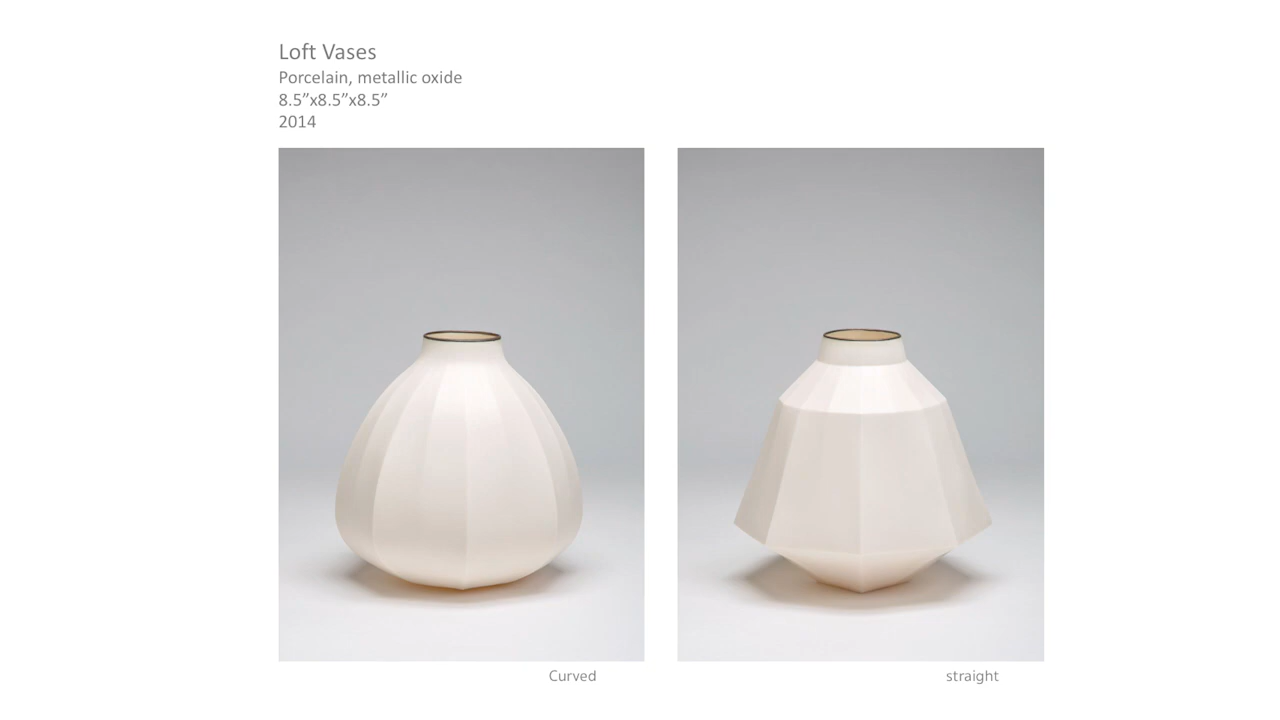 Loft Vases
Porcelain, metallic oxide
8.5”x8.5”x8.5”
2014
Curved
straight